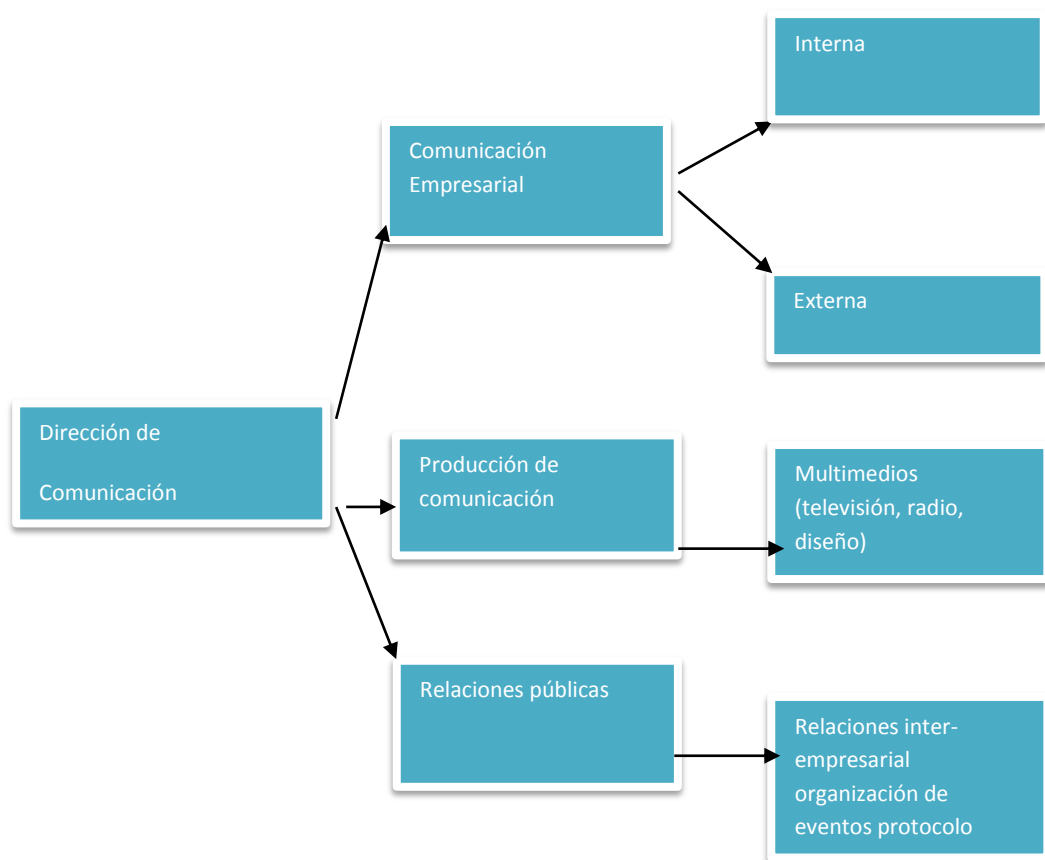 Interna
Comunicación
Empresarial
Externa
Dirección de
Comunicación
Producción de
comunicación
Multimedios
(televisión, radio,
diseño)
Relaciones públicas
Relaciones inter-
empresarial
organización de
eventos protocolo